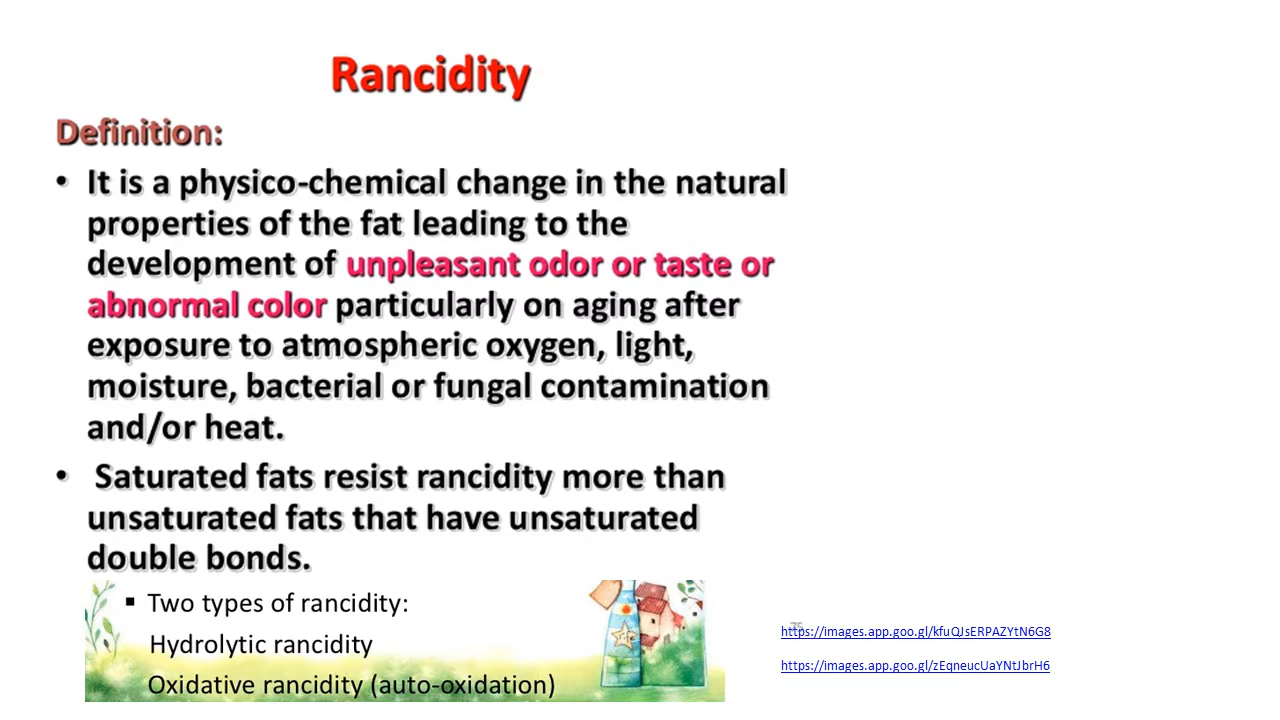 Rancidity
Definition:
• It is a physico-chemical change in the natural
properties of the fat leading to the
development of unpleasant odor or taste or
abnormal color particularly on aging after
exposure to atmospheric oxygen, light,
moisture, bacterial or fungal contamination
and/or heat.
• Saturated fats resist rancidity more than
unsaturated fats that have unsaturated
double bonds.
▪ Two types of rancidity:
Hydrolytic rancidity
Oxidative rancidity (auto-oxidation)
75
https://images.app.goo.gl/kfuQJsERPAZYtN6G8
https://images.app.goo.gl/zEqneucUaYNtJbrH6